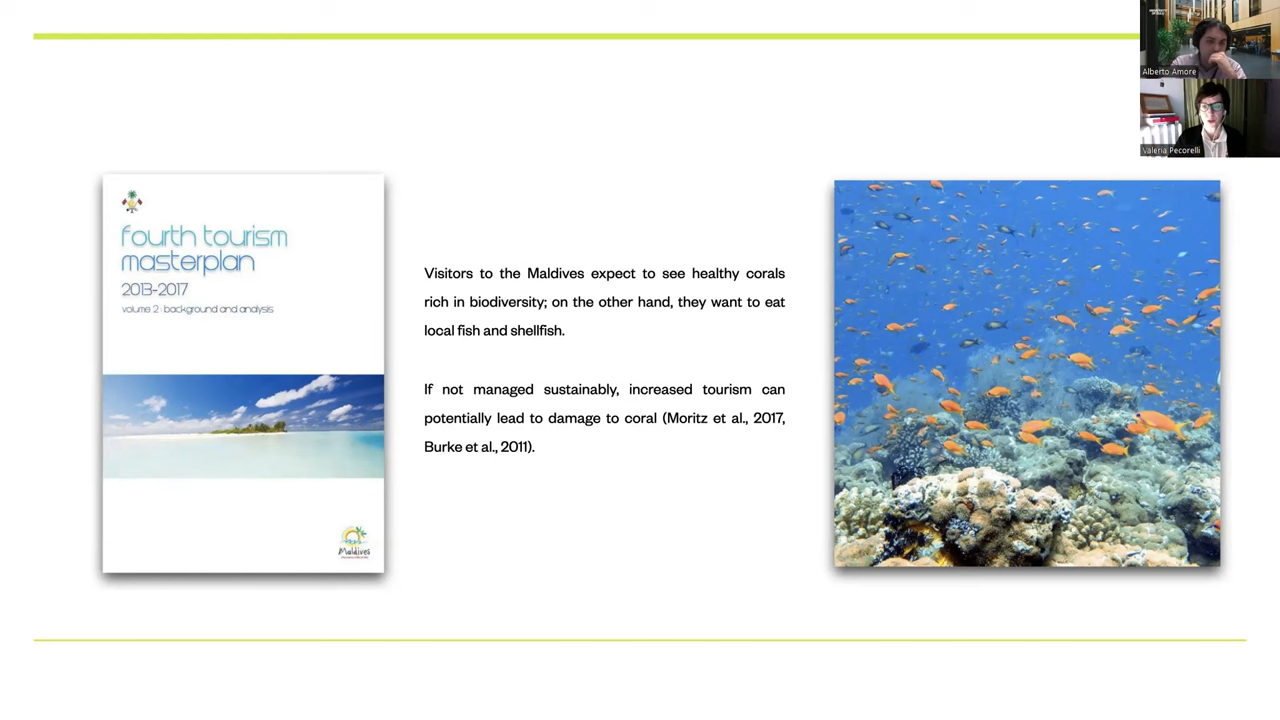 Alberto Amore
Valeria Pecorelli
fourth tourism
masterplan
2013-2017
volume 2: background and analysis
Maldives
Visitors to the Maldives expect to see healthy corals
rich in biodiversity; on the other hand, they want to eat
local fish and shellfish.
If not managed sustainably, increased tourism can
potentially lead to damage to coral (Moritz et al., 2017,
Burke et al., 2011).